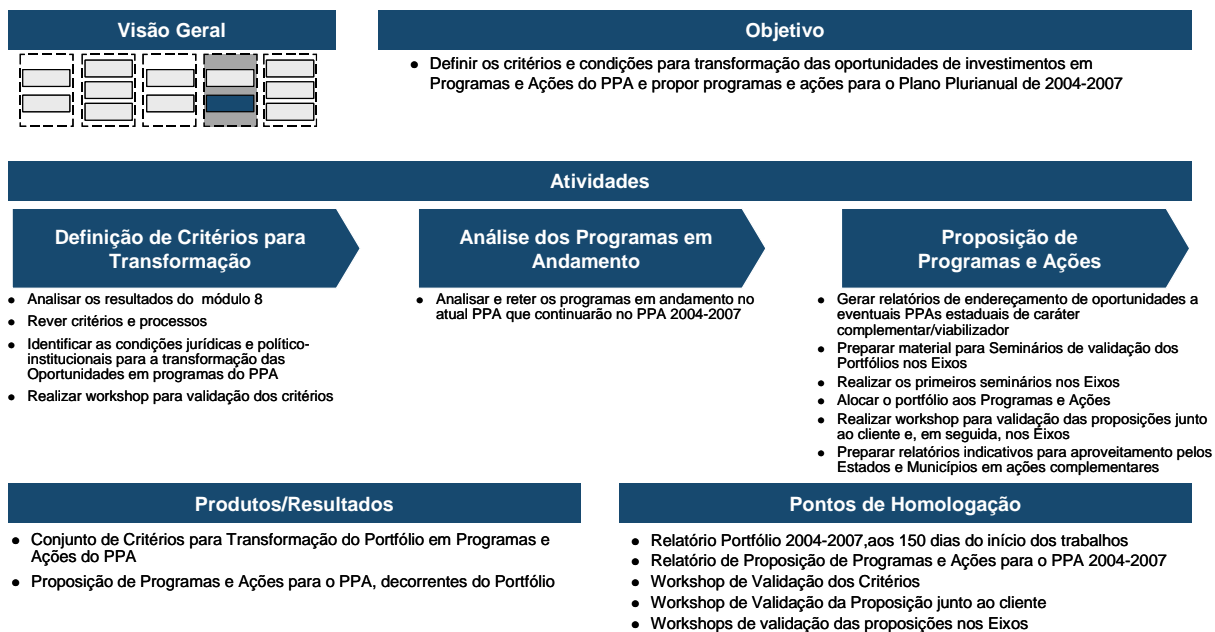 Visão Geral
Objetivo
● Definir os critérios e condições para transformação das oportunidades de investimentos em
Programas e Ações do PPA e propor programas e ações para o Plano Plurianual de 2004-2007
Atividades
Definição de Critérios para
Transformação
● Analisar os resultados do módulo 8
● Rever critérios e processos
● Identificar as condições jurídicas e político-
institucionais para a transformação das
Oportunidades em programas do PPA
● Realizar workshop para validação dos critérios
Análise dos Programas em
Andamento
● Analisar e reter os programas em andamento no
atual PPA que continuarão no PPA 2004-2007
Proposição de
Programas e Ações
● Gerar relatórios de endereçamento de oportunidades a
eventuais PPAs estaduais de caráter
complementar/viabilizador
● Preparar material para Seminários de validação dos
Portfólios nos Eixos
● Realizar os primeiros seminários nos Eixos
● Alocar o portfólio aos Programas e Ações
● Realizar workshop para validação das proposições junto
ao cliente e, em seguida, nos Eixos
● Preparar relatórios indicativos para aproveitamento pelos
Estados e Municípios em ações complementares
Produtos/Resultados
● Conjunto de Critérios para Transformação do Portfólio em Programas e
Ações do PPA
● Proposição de Programas e Ações para o PPA, decorrentes do Portfólio
Pontos de Homologação
● Relatório Portfólio 2004-2007,aos 150 dias do início dos trabalhos
● Relatório de Proposição de Programas e Ações para o PPA 2004-2007
● Workshop de Validação dos Critérios
● Workshop de Validação da Proposição junto ao cliente
● Workshops de validação das proposições nos Eixos